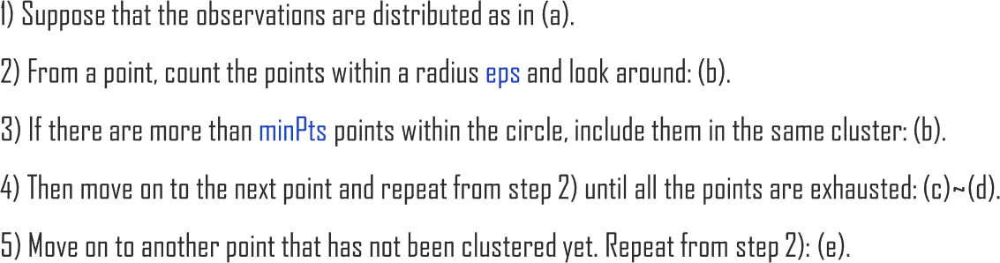 1) Suppose that the observations are distributed as in (a).
2) From a point, count the points within a radius eps and look around: (b).
3) If there are more than minPts points within the circle, include them in the same cluster: (b).
4) Then move on to the next point and repeat from step 2) until all the points are exhausted: (c)~(d).
5) Move on to another point that has not been clustered yet. Repeat from step 2): (e).